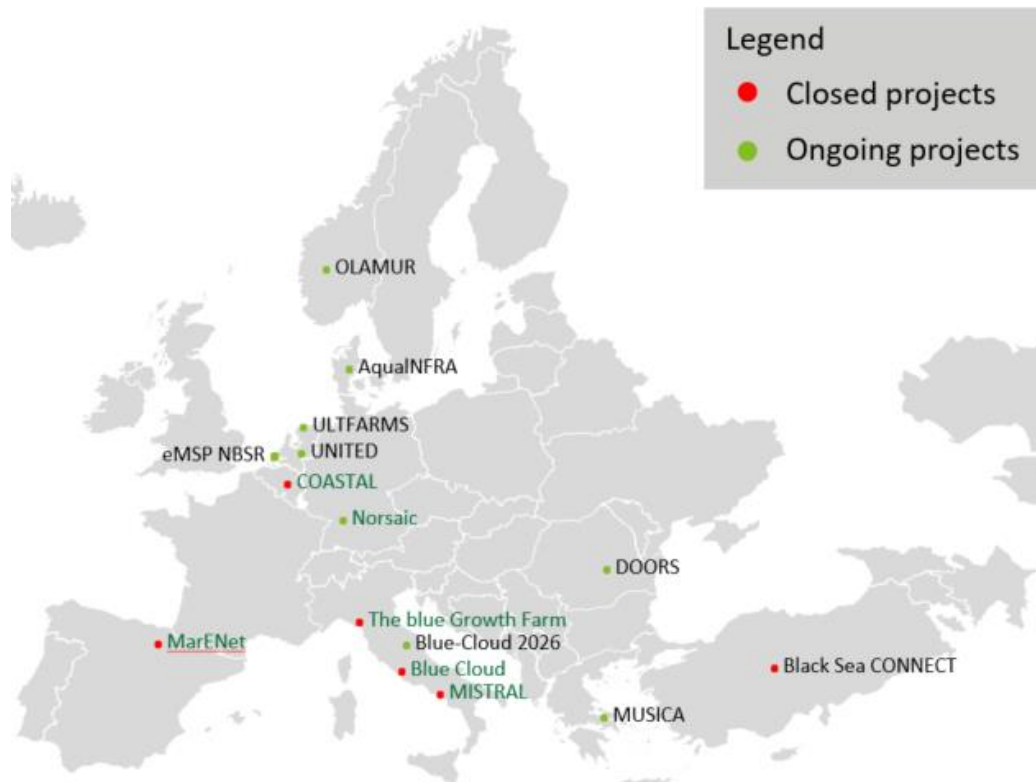 Legend
Closed projects
Ongoing projects
OLAMUR
AquaINFRA
ULTFARMS
eMSP NBSR
UNITED
COASTAL
Norsaic
DOORS
The blue Growth Farm
MarENet
Blue-Cloud 2026
Blue Cloud
Black Sea CONNECT
MISTRAL
MUSICA